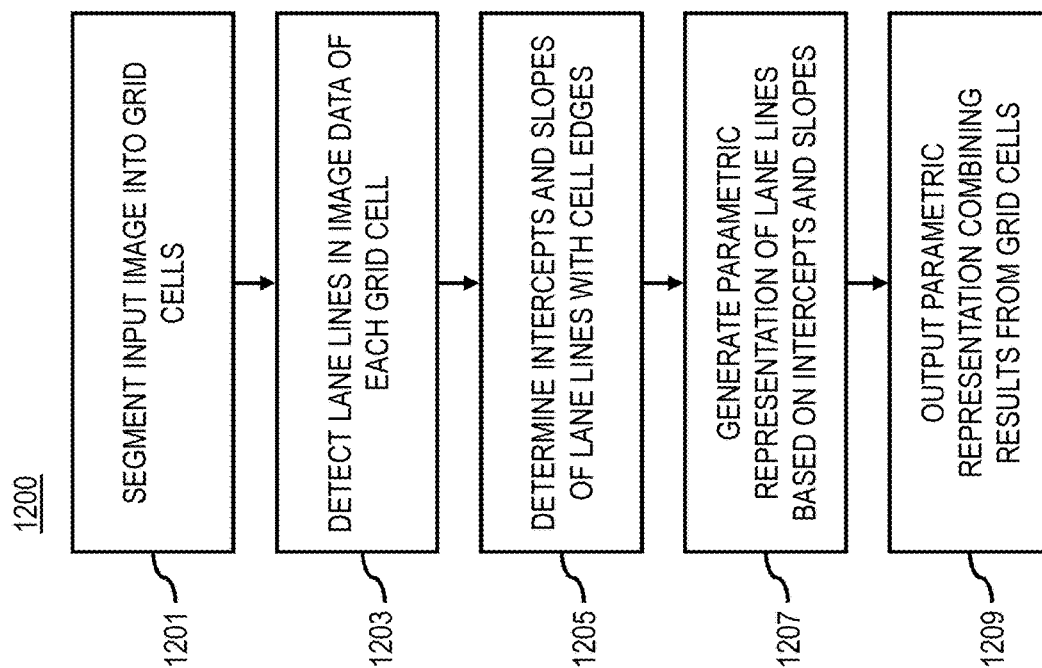 1200
SEGMENT INPUT IMAGE INTO GRID
CELLS
1201
DETECT LANE LINES IN IMAGE DATA OF
EACH GRID CELL
1203
DETERMINE INTERCEPTS AND SLOPES
OF LANE LINES WITH CELL EDGES
1205
GENERATE PARAMETRIC
REPRESENTATION OF LANE LINES
BASED ON INTERCEPTS AND SLOPES
1207
OUTPUT PARAMETRIC
REPRESENTATION COMBINING
RESULTS FROM GRID CELLS
1209